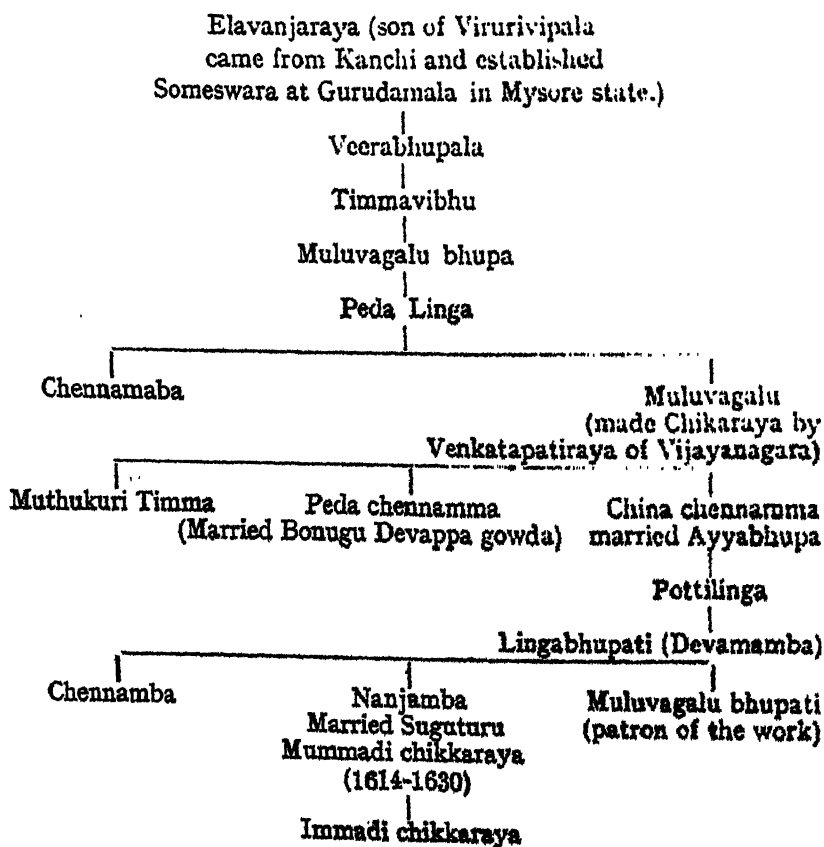 Elavanjaraya (son of Virurivipala
came from Kanchi and established
Someswara at Gurudamala in Mysore state.)
Veerabhupala
Timmavibhu
Muluvagalu bhupa
Peda Linga
Chennamaba
Muluvagalu
(made Chikaraya by
Venkatapatiraya of Vijayanagara)
Muthukuri Timma
Peda chennamma
(Married Bonugu Devappa gowda)
China chennamma
married Ayyabhupa
Pottilinga
Lingabhupati (Devamamba)
Chennamba
Nanjamba
Married Suguturu
Mummadi chikkaraya
(1614-1630)
Muluvagalu bhupati
(patron of the work)
Immadi chikkaraya